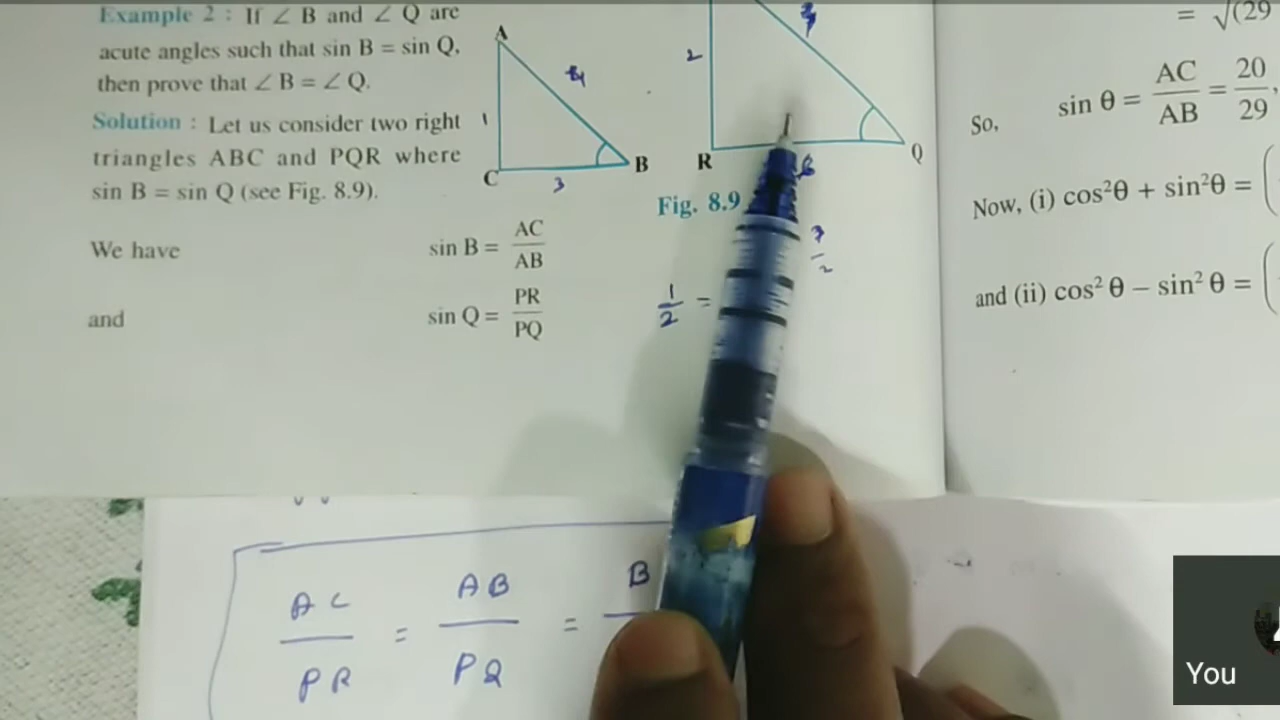 Example 2 : If ∠ B and ∠ Q are
acute angles such that sin B = sin Q,
then prove that ∠ B = ∠ Q.
Solution : Let us consider two right
triangles ABC and PQR where
sin B = sin Q (see Fig. 8.9).
We have sin B = AC/AB
and sin Q = PR/PQ
A
1
C
3
B
2
R
Q
Fig. 8.9
1/2 =
= √(29
So, sin θ = AC/AB = 20/29,
Now, (i) cos²θ + sin²θ = (
and (ii) cos² θ – sin² θ = (
AC/PR = AB/PQ = B
You